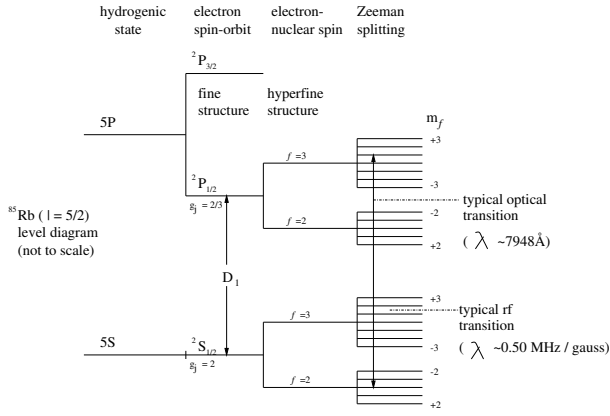 hydrogenic state
electron spin-orbit
electron-nuclear spin
Zeeman splitting
²P₃/₂
fine structure
hyperfine structure
m_f
5P
+3
f =3
-3
²P₁/₂
g_j = 2/3
-2
f =2
+2
typical optical transition
( λ ~7948Å)
⁸⁵Rb ( I = 5/2)
level diagram
(not to scale)
D₁
+3
f =3
-3
typical rf transition
( λ ~0.50 MHz / gauss)
5S
²S₁/₂
g_j = 2
-2
f =2
+2